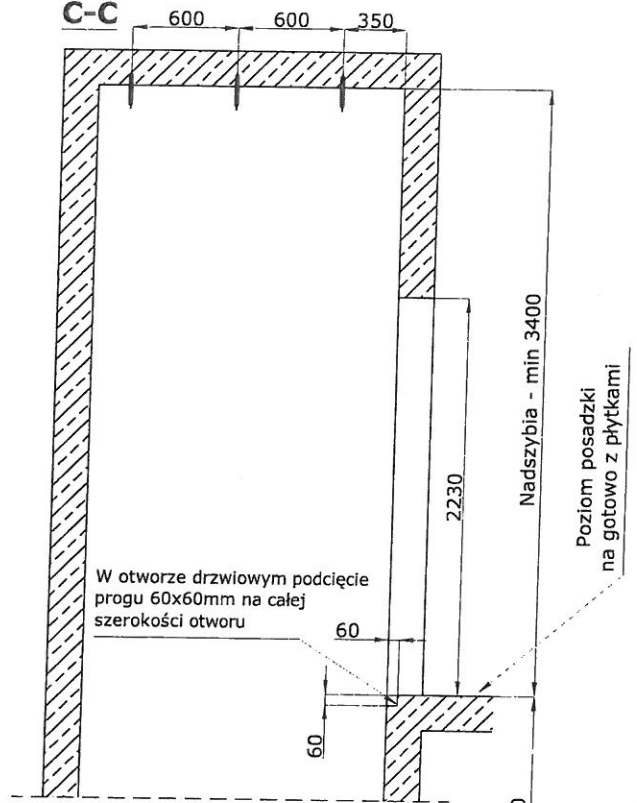 C-C
600 600 350
Nadszybia - min 3400
2230
Poziom posadzki
na gotowo z płytkami
W otworze drzwiowym podcięcie
progu 60x60mm na całej
szerokości otworu
60
60